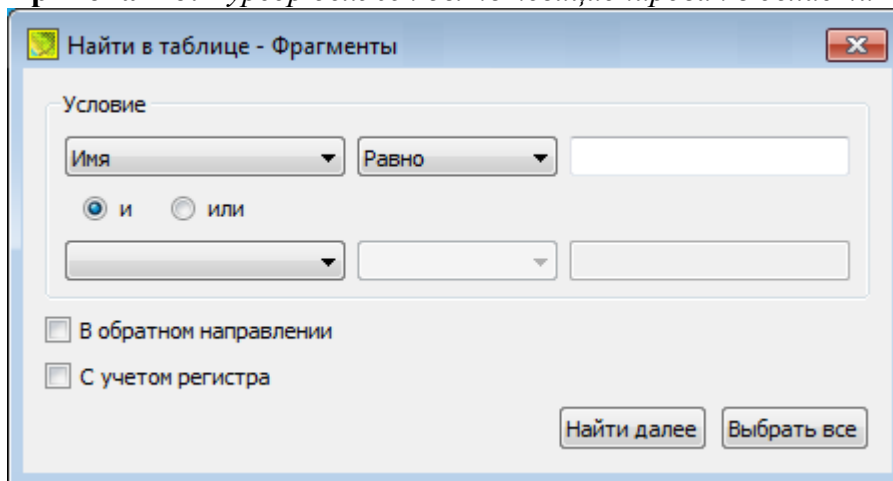 Найти в таблице - Фрагменты
Условие
Имя Равно
и или
В обратном направлении
С учетом регистра
Найти далее Выбрать все